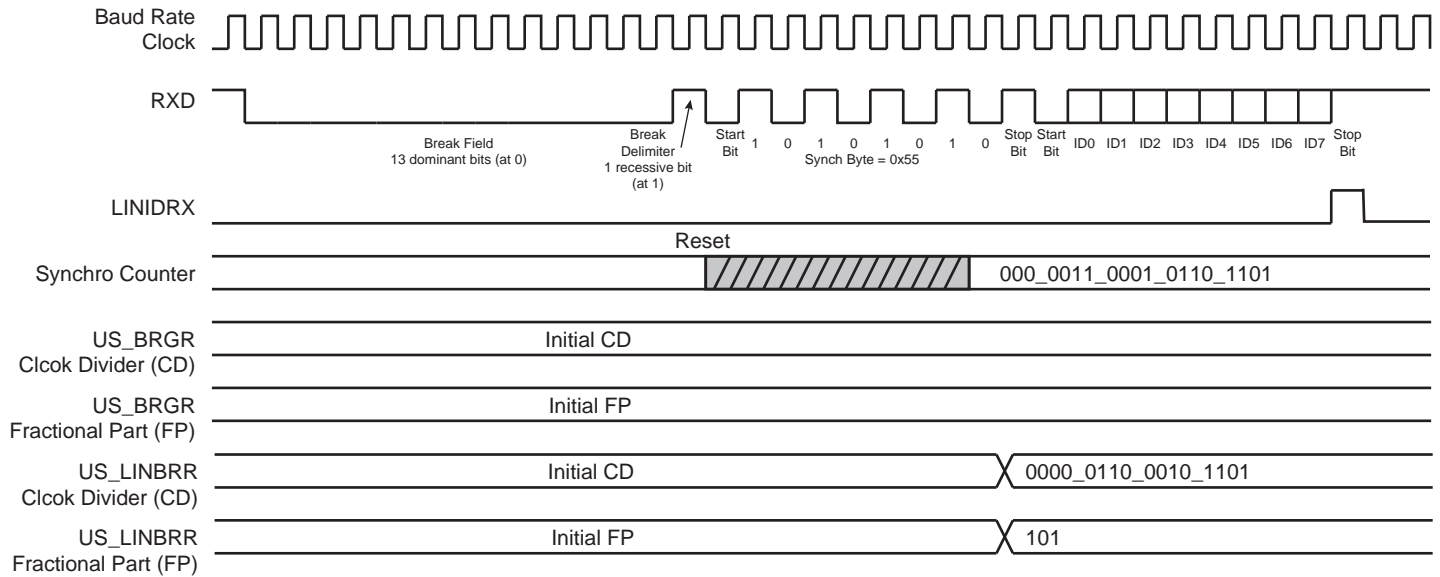 Baud Rate
Clock
RXD
Break Field
13 dominant bits (at 0)
Break
Delimiter
1 recessive bit
(at 1)
Start
Bit
1 0 1 0 1 0 1 0
Synch Byte = 0x55
Stop
Bit
Start
Bit
ID0 ID1 ID2 ID3 ID4 ID5 ID6 ID7
Stop
Bit
LINIDRX
Reset
Synchro Counter
000_0011_0001_0110_1101
US_BRGR
Clcok Divider (CD)
Initial CD
US_BRGR
Fractional Part (FP)
Initial FP
US_LINBRR
Clcok Divider (CD)
Initial CD
0000_0110_0010_1101
US_LINBRR
Fractional Part (FP)
Initial FP
101